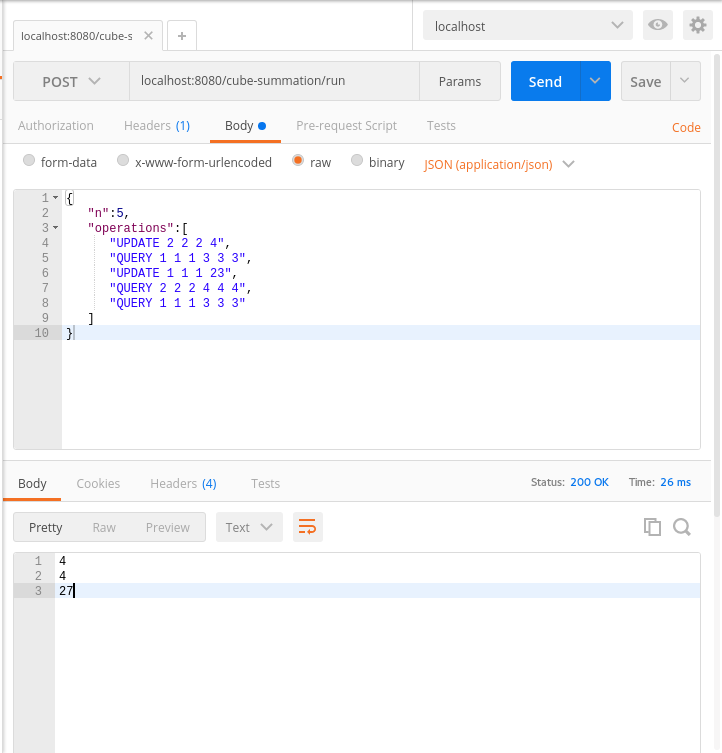 localhost:8080/cube-s
localhost
POST localhost:8080/cube-summation/run Params Send Save
Authorization Headers (1) Body Pre-request Script Tests Code
form-data x-www-form-urlencoded raw binary JSON (application/json)
1 {
2 "n":5,
3 "operations":[
4 "UPDATE 2 2 2 4",
5 "QUERY 1 1 1 3 3 3",
6 "UPDATE 1 1 1 23",
7 "QUERY 2 2 2 4 4 4",
8 "QUERY 1 1 1 3 3 3"
9 ]
10 }
Body Cookies Headers (4) Tests Status: 200 OK Time: 26 ms
Pretty Raw Preview Text
1 4
2 4
3 27